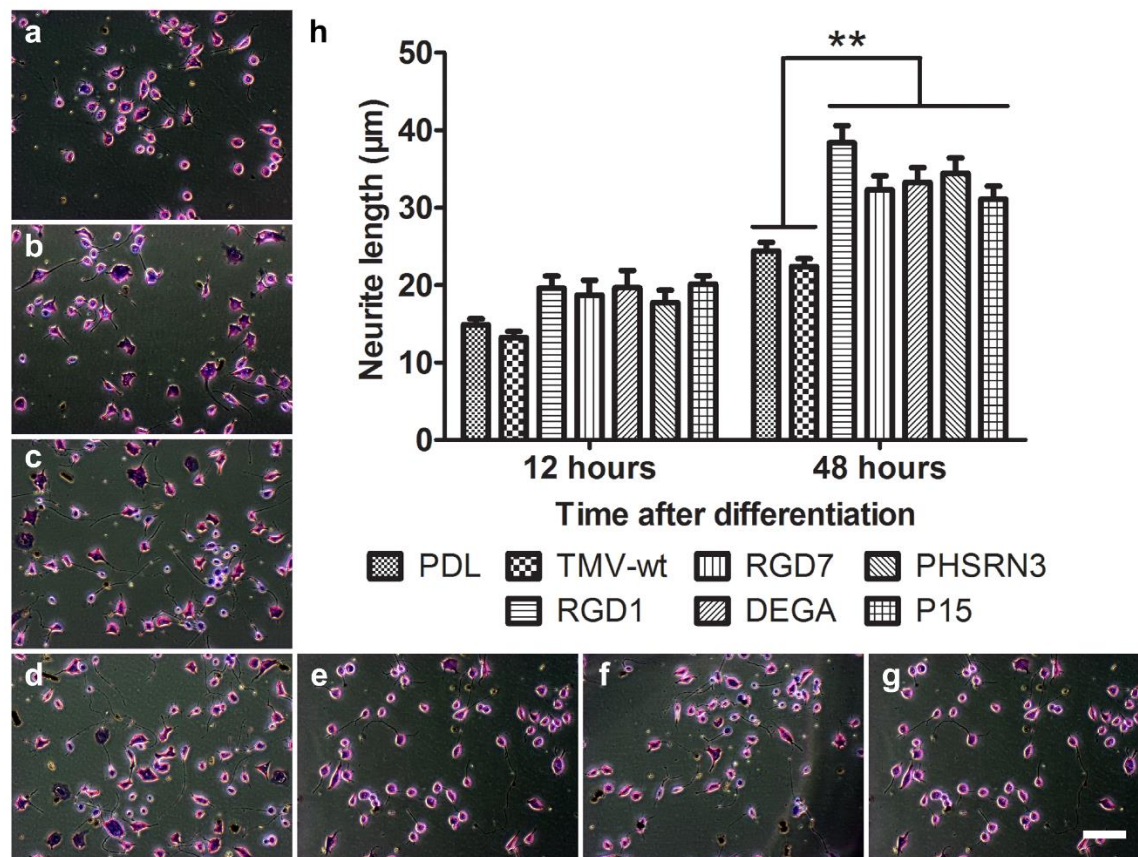 a
b
c
d
e
f
g
h
**
50
40
30
20
10
0
Neurite length (µm)
12 hours 48 hours
Time after differentiation
PDL TMV-wt RGD7 PHSRN3
RGD1 DEGA P15